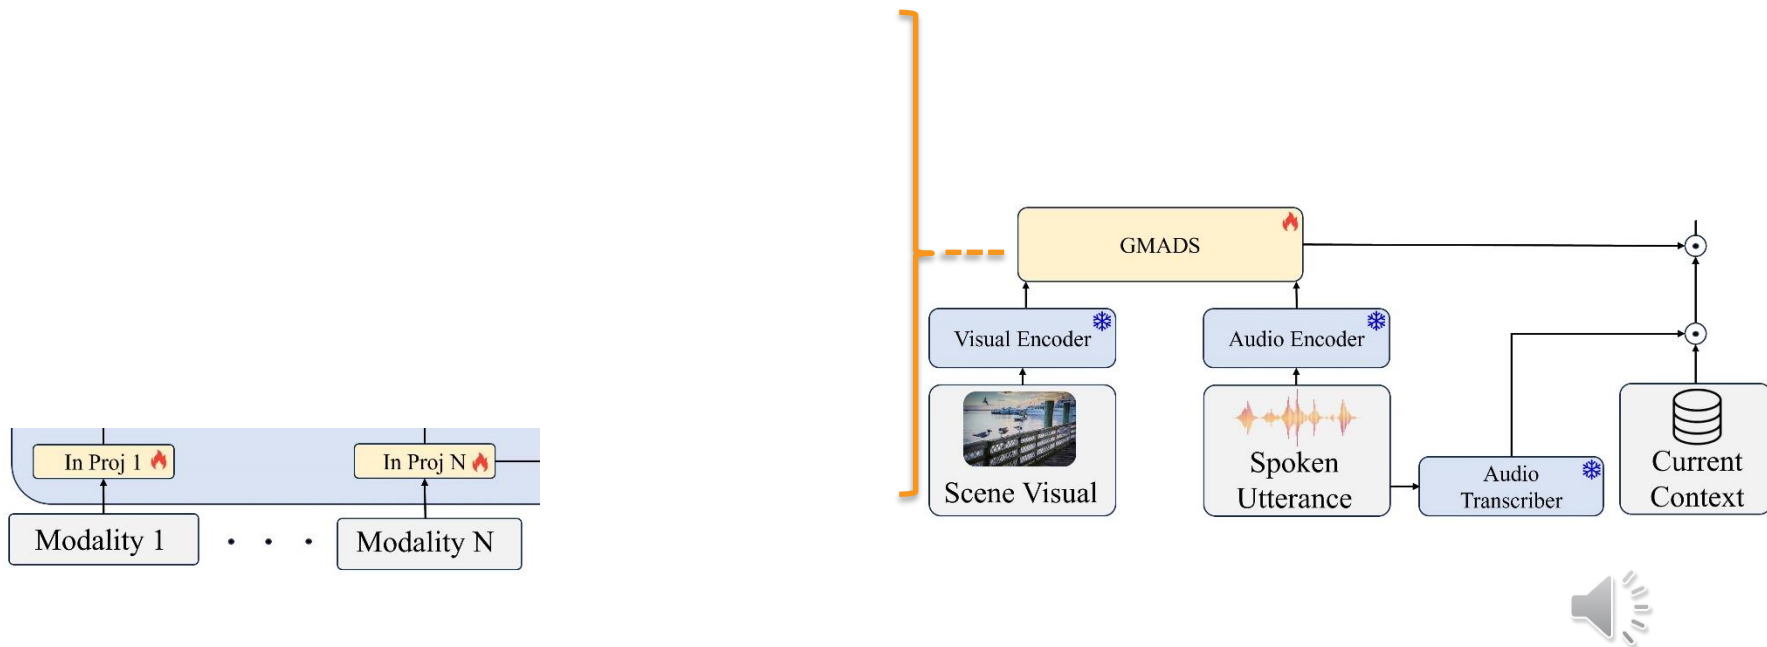 GMADS
Visual Encoder
Audio Encoder
In Proj 1
In Proj N
Modality 1
Modality N
Scene Visual
Spoken
Utterance
Audio
Transcriber
Current
Context